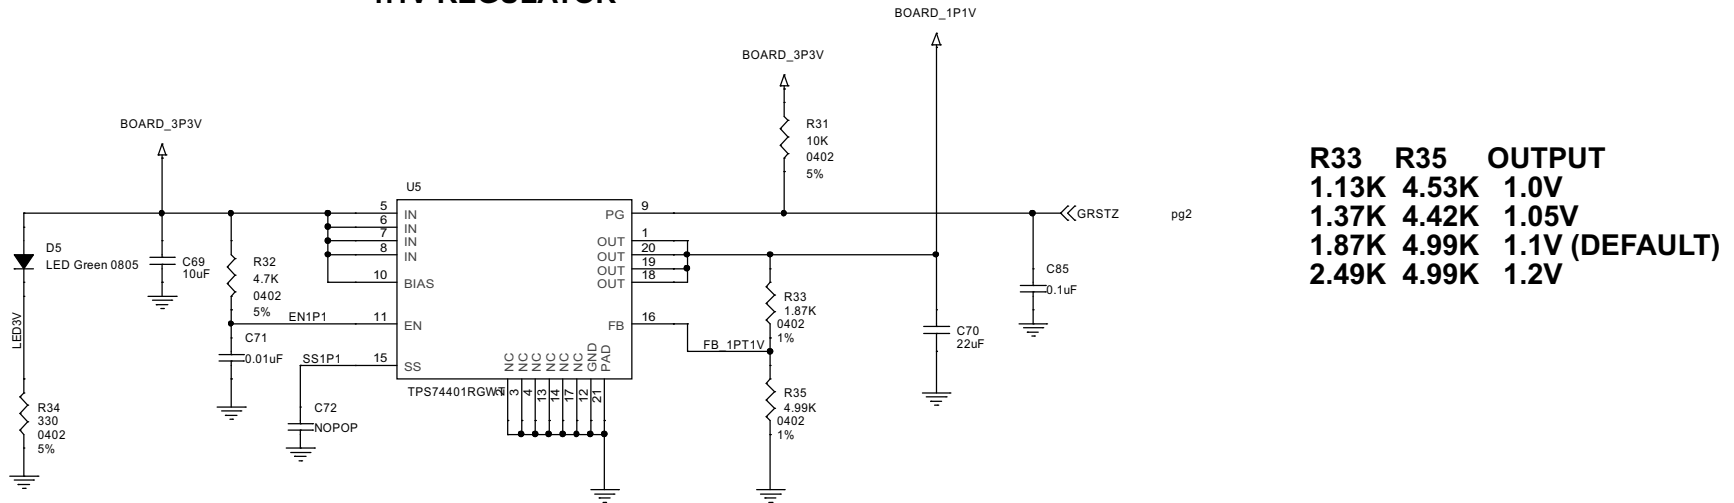 1.1V REGULATOR
BOARD_1P1V
BOARD_3P3V
BOARD_3P3V
R31
10K
0402
5%
U5
5 IN
6 IN
7 IN
8 IN
10 BIAS
11 EN
15 SS
PG 9
OUT 1
OUT 20
OUT 19
OUT 18
FB 16
NC
NC
NC
NC
NC
NC
GND
PAD
3
4
13
14
17
12
21
TPS74401RGWT
GRSTZ
pg2
D5
LED Green 0805
LED3V
C69
10uF
R32
4.7K
0402
5%
EN1P1
C71
0.01uF
SS1P1
C72
NOPOP
R34
330
0402
5%
R33
1.87K
0402
1%
FB_1PT1V
R35
4.99K
0402
1%
C70
22uF
C85
0.1uF
R33 R35 OUTPUT
1.13K 4.53K 1.0V
1.37K 4.42K 1.05V
1.87K 4.99K 1.1V (DEFAULT)
2.49K 4.99K 1.2V